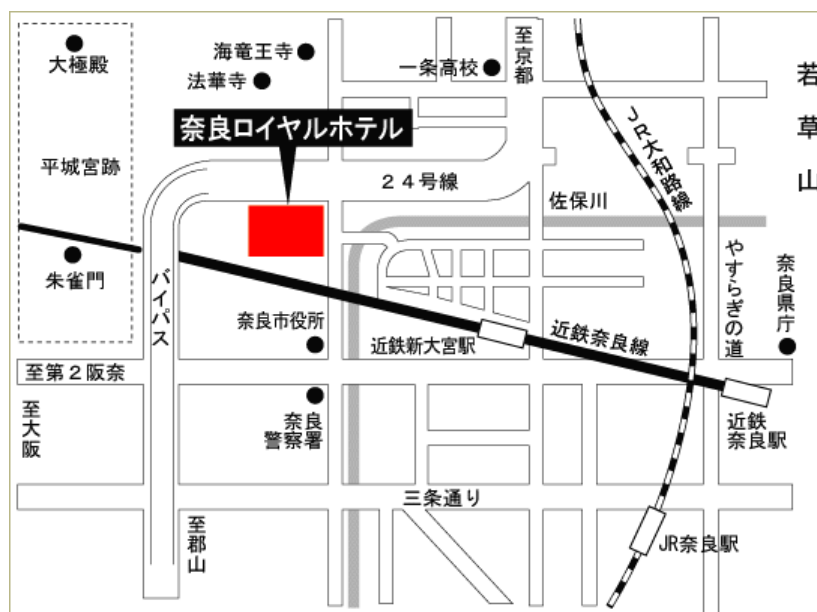 海竜王寺
大極殿
法華寺
一条高校
至京都
若草山
奈良ロイヤルホテル
JR大和路線
平城宮跡
24号線
佐保川
朱雀門
バイパス
やすらぎの道
奈良県庁
奈良市役所
近鉄新大宮駅
近鉄奈良線
至第2阪奈
至大阪
奈良
警察署
近鉄
奈良駅
三条通り
至郡山
JR奈良駅